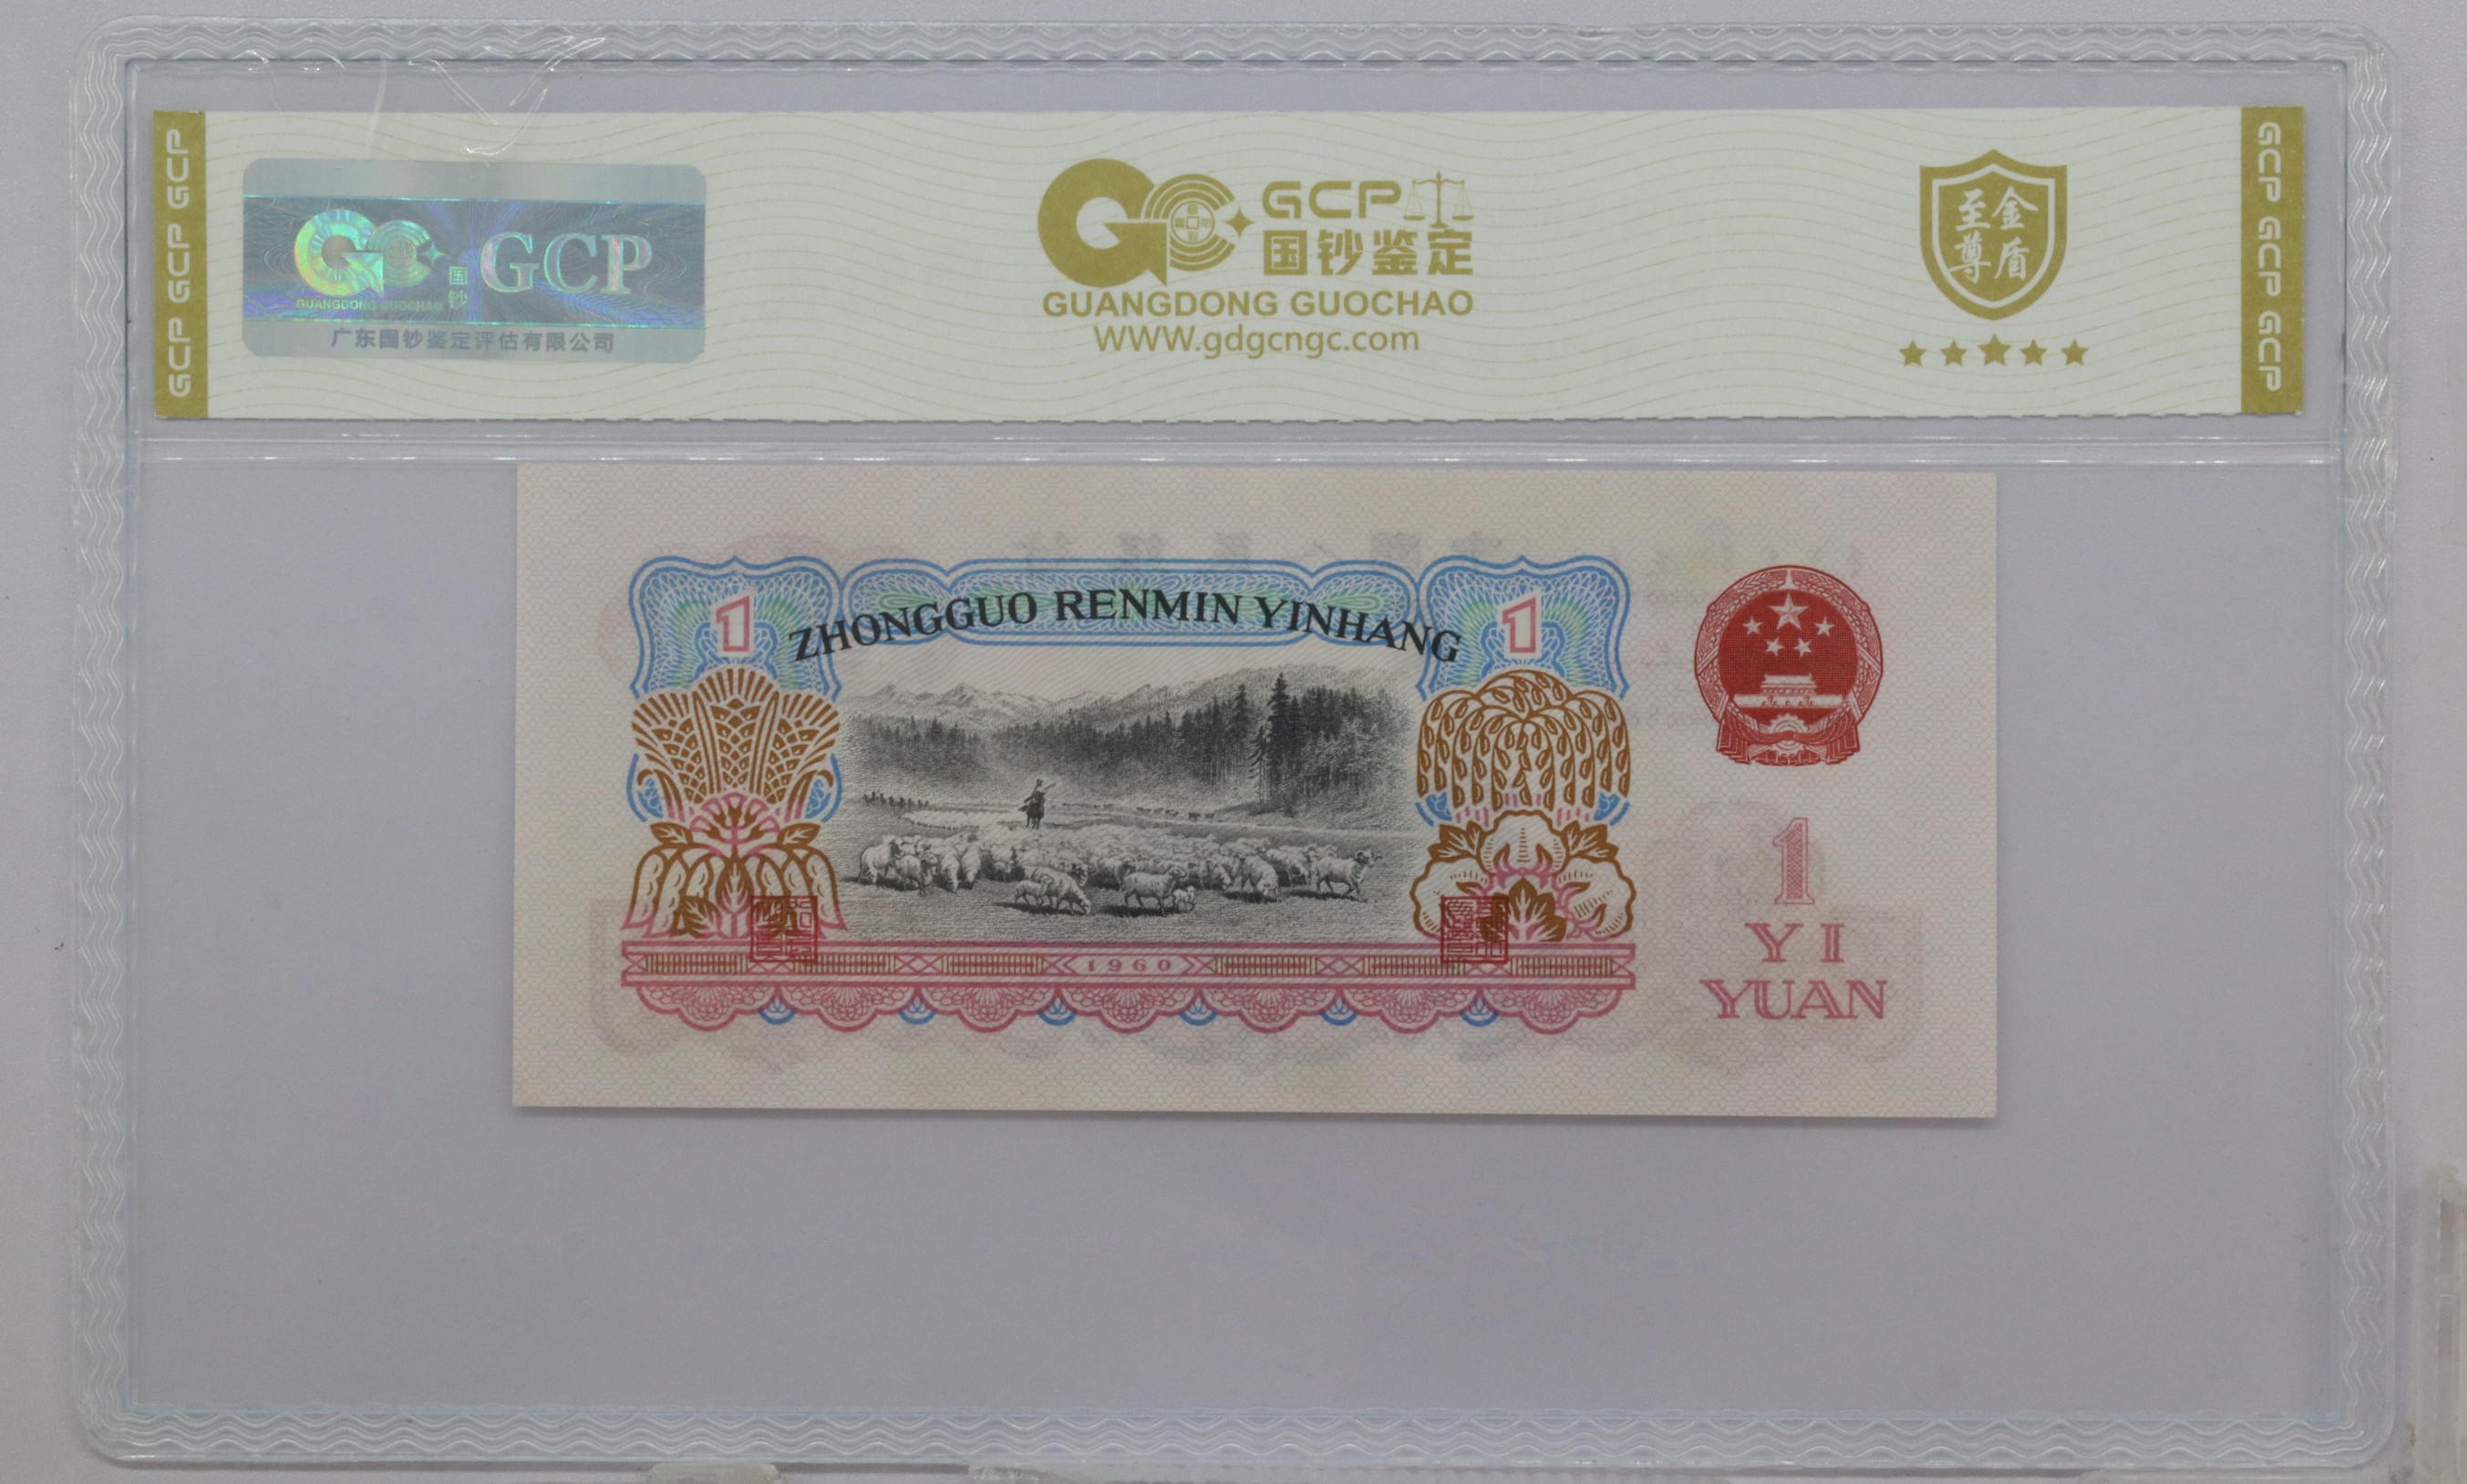 GCP GCP GCP
GUANGDONG GUOCHAO
国钞
GCP
广东国钞鉴定评估有限公司
GCP
国钞鉴定
GUANGDONG GUOCHAO
WWW.gdgcngc.com
至尊金盾
GCP GCP GCP
1
ZHONGGUO RENMIN YINHANG
1
1960
1
YI
YUAN